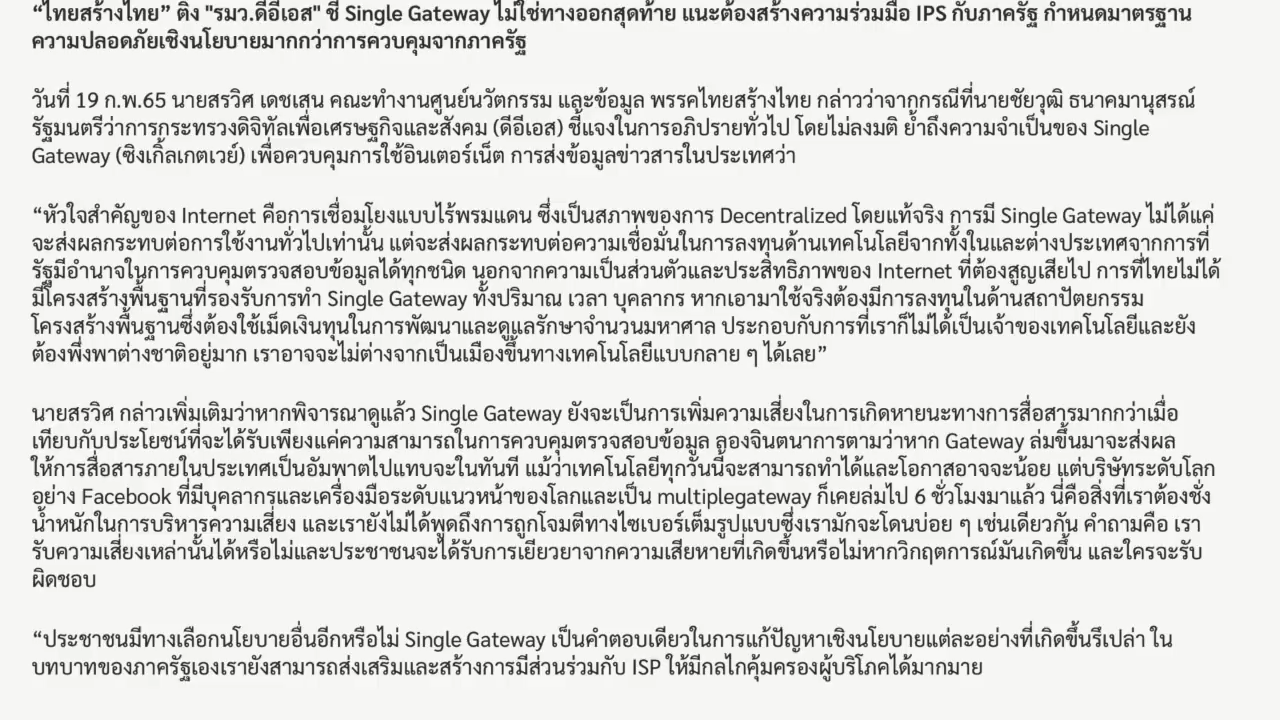 “ไทยสร้างไทย” ติง "รมว.ดีอีเอส" ชี้ Single Gateway ไม่ใช่ทางออกสุดท้าย แนะต้องสร้างความร่วมมือ IPS กับภาครัฐ กำหนดมาตรฐาน
ความปลอดภัยเชิงนโยบายมากกว่าการควบคุมจากภาครัฐ
วันที่ 19 ก.พ.65 นายสรวิศ เดชเสน คณะทำงานศูนย์นวัตกรรม และข้อมูล พรรคไทยสร้างไทย กล่าวว่าจากกรณีที่นายชัยวุฒิ ธนาคมานุสรณ์
รัฐมนตรีว่าการกระทรวงดิจิทัลเพื่อเศรษฐกิจและสังคม (ดีอีเอส) ชี้แจงในการอภิปรายทั่วไป โดยไม่ลงมติ ย้ำถึงความจำเป็นของ Single
Gateway (ซิงเกิ้ลเกตเวย์) เพื่อควบคุมการใช้อินเตอร์เน็ต การส่งข้อมูลข่าวสารในประเทศว่า
“หัวใจสำคัญของ Internet คือการเชื่อมโยงแบบไร้พรมแดน ซึ่งเป็นสภาพของการ Decentralized โดยแท้จริง การมี Single Gateway ไม่ได้แค่
จะส่งผลกระทบต่อการใช้งานทั่วไปเท่านั้น แต่จะส่งผลกระทบต่อความเชื่อมั่นในการลงทุนด้านเทคโนโลยีจากทั้งในและต่างประเทศจากการที่
รัฐมีอำนาจในการควบคุมตรวจสอบข้อมูลได้ทุกชนิด นอกจากความเป็นส่วนตัวและประสิทธิภาพของ Internet ที่ต้องสูญเสียไป การที่ไทยไม่ได้
มีโครงสร้างพื้นฐานที่รองรับการทำ Single Gateway ทั้งปริมาณ เวลา บุคลากร หากเอามาใช้จริงต้องมีการลงทุนในด้านสถาปัตยกรรม
โครงสร้างพื้นฐานซึ่งต้องใช้เม็ดเงินทุนในการพัฒนาและดูแลรักษาจำนวนมหาศาล ประกอบกับการที่เราก็ไม่ได้เป็นเจ้าของเทคโนโลยีและยัง
ต้องพึ่งพาต่างชาติอยู่มาก เราอาจจะไม่ต่างจากเป็นเมืองขึ้นทางเทคโนโลยีแบบกลาย ๆ ได้เลย”
นายสรวิศ กล่าวเพิ่มเติมว่าหากพิจารณาดูแล้ว Single Gateway ยังจะเป็นการเพิ่มความเสี่ยงในการเกิดหายนะทางการสื่อสารมากกว่าเมื่อ
เทียบกับประโยชน์ที่จะได้รับเพียงแค่ความสามารถในการควบคุมตรวจสอบข้อมูล ลองจินตนาการตามว่าหาก Gateway ล่มขึ้นมาจะส่งผล
ให้การสื่อสารภายในประเทศเป็นอัมพาตไปแทบจะในทันที แม้ว่าเทคโนโลยีทุกวันนี้จะสามารถทำได้และโอกาสอาจจะน้อย แต่บริษัทระดับโลก
อย่าง Facebook ที่มีบุคลากรและเครื่องมือระดับแนวหน้าของโลกและเป็น multiplegateway ก็เคยล่มไป 6 ชั่วโมงมาแล้ว นี่คือสิ่งที่เราต้องชั่ง
น้ำหนักในการบริหารความเสี่ยง และเรายังไม่ได้พูดถึงการถูกโจมตีทางไซเบอร์เต็มรูปแบบซึ่งเรามักจะโดนบ่อย ๆ เช่นเดียวกัน คำถามคือ เรา
รับความเสี่ยงเหล่านั้นได้หรือไม่และประชาชนจะได้รับการเยียวยาจากความเสียหายที่เกิดขึ้นหรือไม่หากวิกฤตการณ์มันเกิดขึ้น และใครจะรับ
ผิดชอบ
“ประชาชนมีทางเลือกนโยบายอื่นอีกหรือไม่ Single Gateway เป็นคำตอบเดียวในการแก้ปัญหาเชิงนโยบายแต่ละอย่างที่เกิดขึ้นรึเปล่า ใน
บทบาทของภาครัฐเองเรายังสามารถส่งเสริมและสร้างการมีส่วนร่วมกับ ISP ให้มีกลไกคุ้มครองผู้บริโภคได้มากมาย